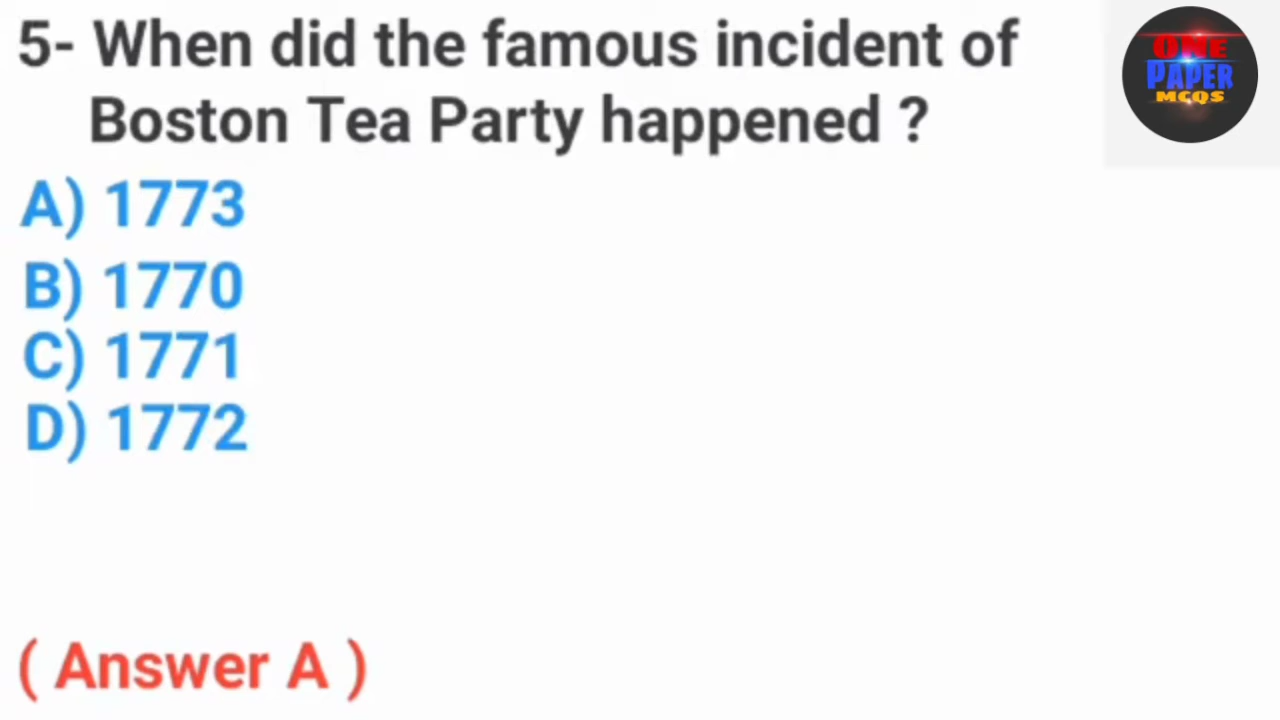 5- When did the famous incident of
Boston Tea Party happened ?
A) 1773
B) 1770
C) 1771
D) 1772
( Answer A )
ONE
PAPER
MCQS